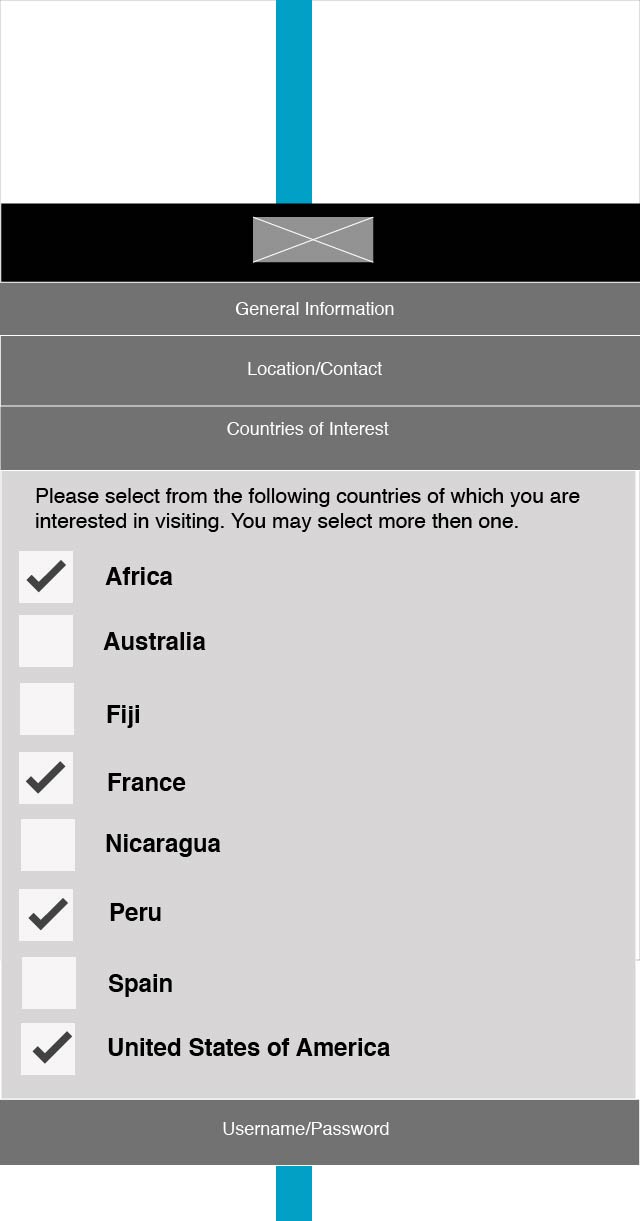 General Information
Location/Contact
Countries of Interest
Please select from the following countries of which you are
interested in visiting. You may select more then one.
Africa
Australia
Fiji
France
Nicaragua
Peru
Spain
United States of America
Username/Password